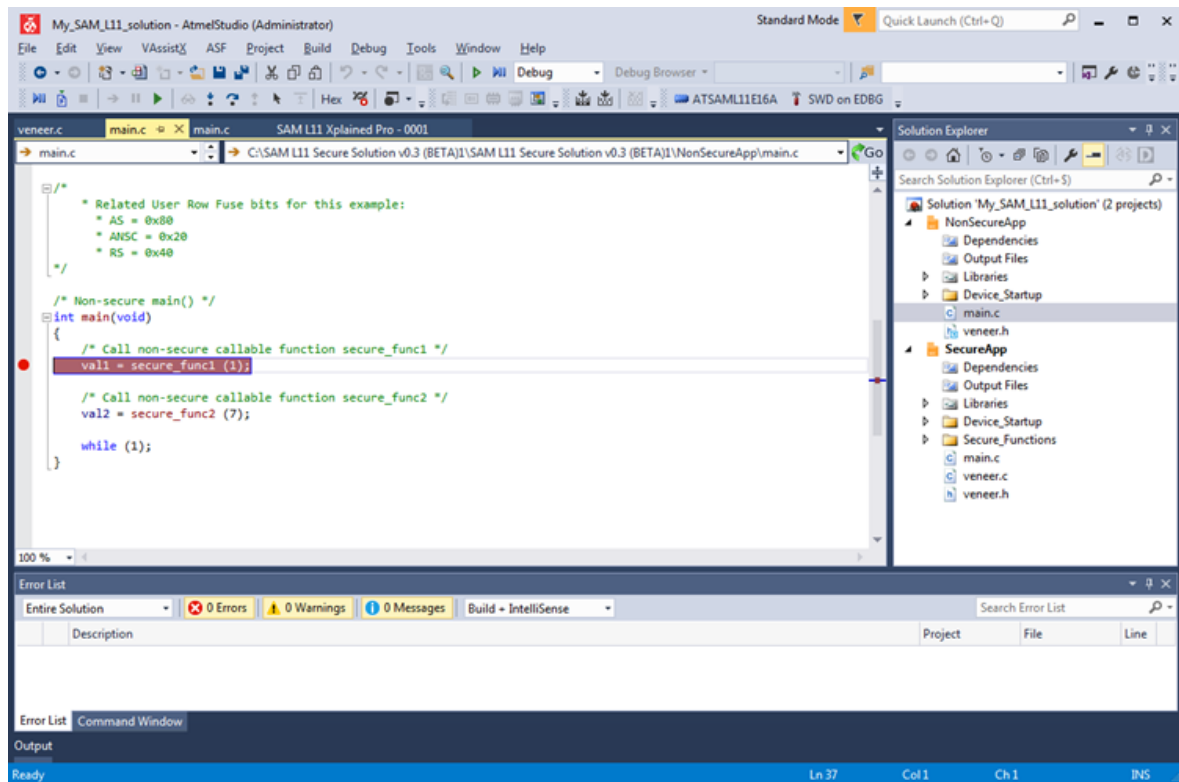 My_SAM_L11_solution - AtmelStudio (Administrator)
Standard Mode
Quick Launch (Ctrl+Q)
File Edit View VAssistX ASF Project Build Debug Tools Window Help
Debug
Debug Browser
Hex
ATSAML11E16A
SWD on EDBG
veneer.c
main.c
main.c
SAM L11 Xplained Pro - 0001
main.c
C:\SAM L11 Secure Solution v0.3 (BETA)1\SAM L11 Secure Solution v0.3 (BETA)1\NonSecureApp\main.c
Go
/*
* Related User Row Fuse bits for this example:
* AS = 0x80
* ANSC = 0x20
* RS = 0x40
*/
/* Non-secure main() */
int main(void)
{
/* Call non-secure callable function secure_func1 */
val1 = secure_func1 (1);
/* Call non-secure callable function secure_func2 */
val2 = secure_func2 (7);
while (1);
}
100 %
Solution Explorer
Search Solution Explorer (Ctrl+$)
Solution 'My_SAM_L11_solution' (2 projects)
NonSecureApp
Dependencies
Output Files
Libraries
Device_Startup
main.c
veneer.h
SecureApp
Dependencies
Output Files
Libraries
Device_Startup
Secure_Functions
main.c
veneer.c
veneer.h
Error List
Entire Solution
0 Errors
0 Warnings
0 Messages
Build + IntelliSense
Search Error List
Description
Project
File
Line
Error List
Command Window
Output
Ready
Ln 37
Col 1
Ch 1
INS